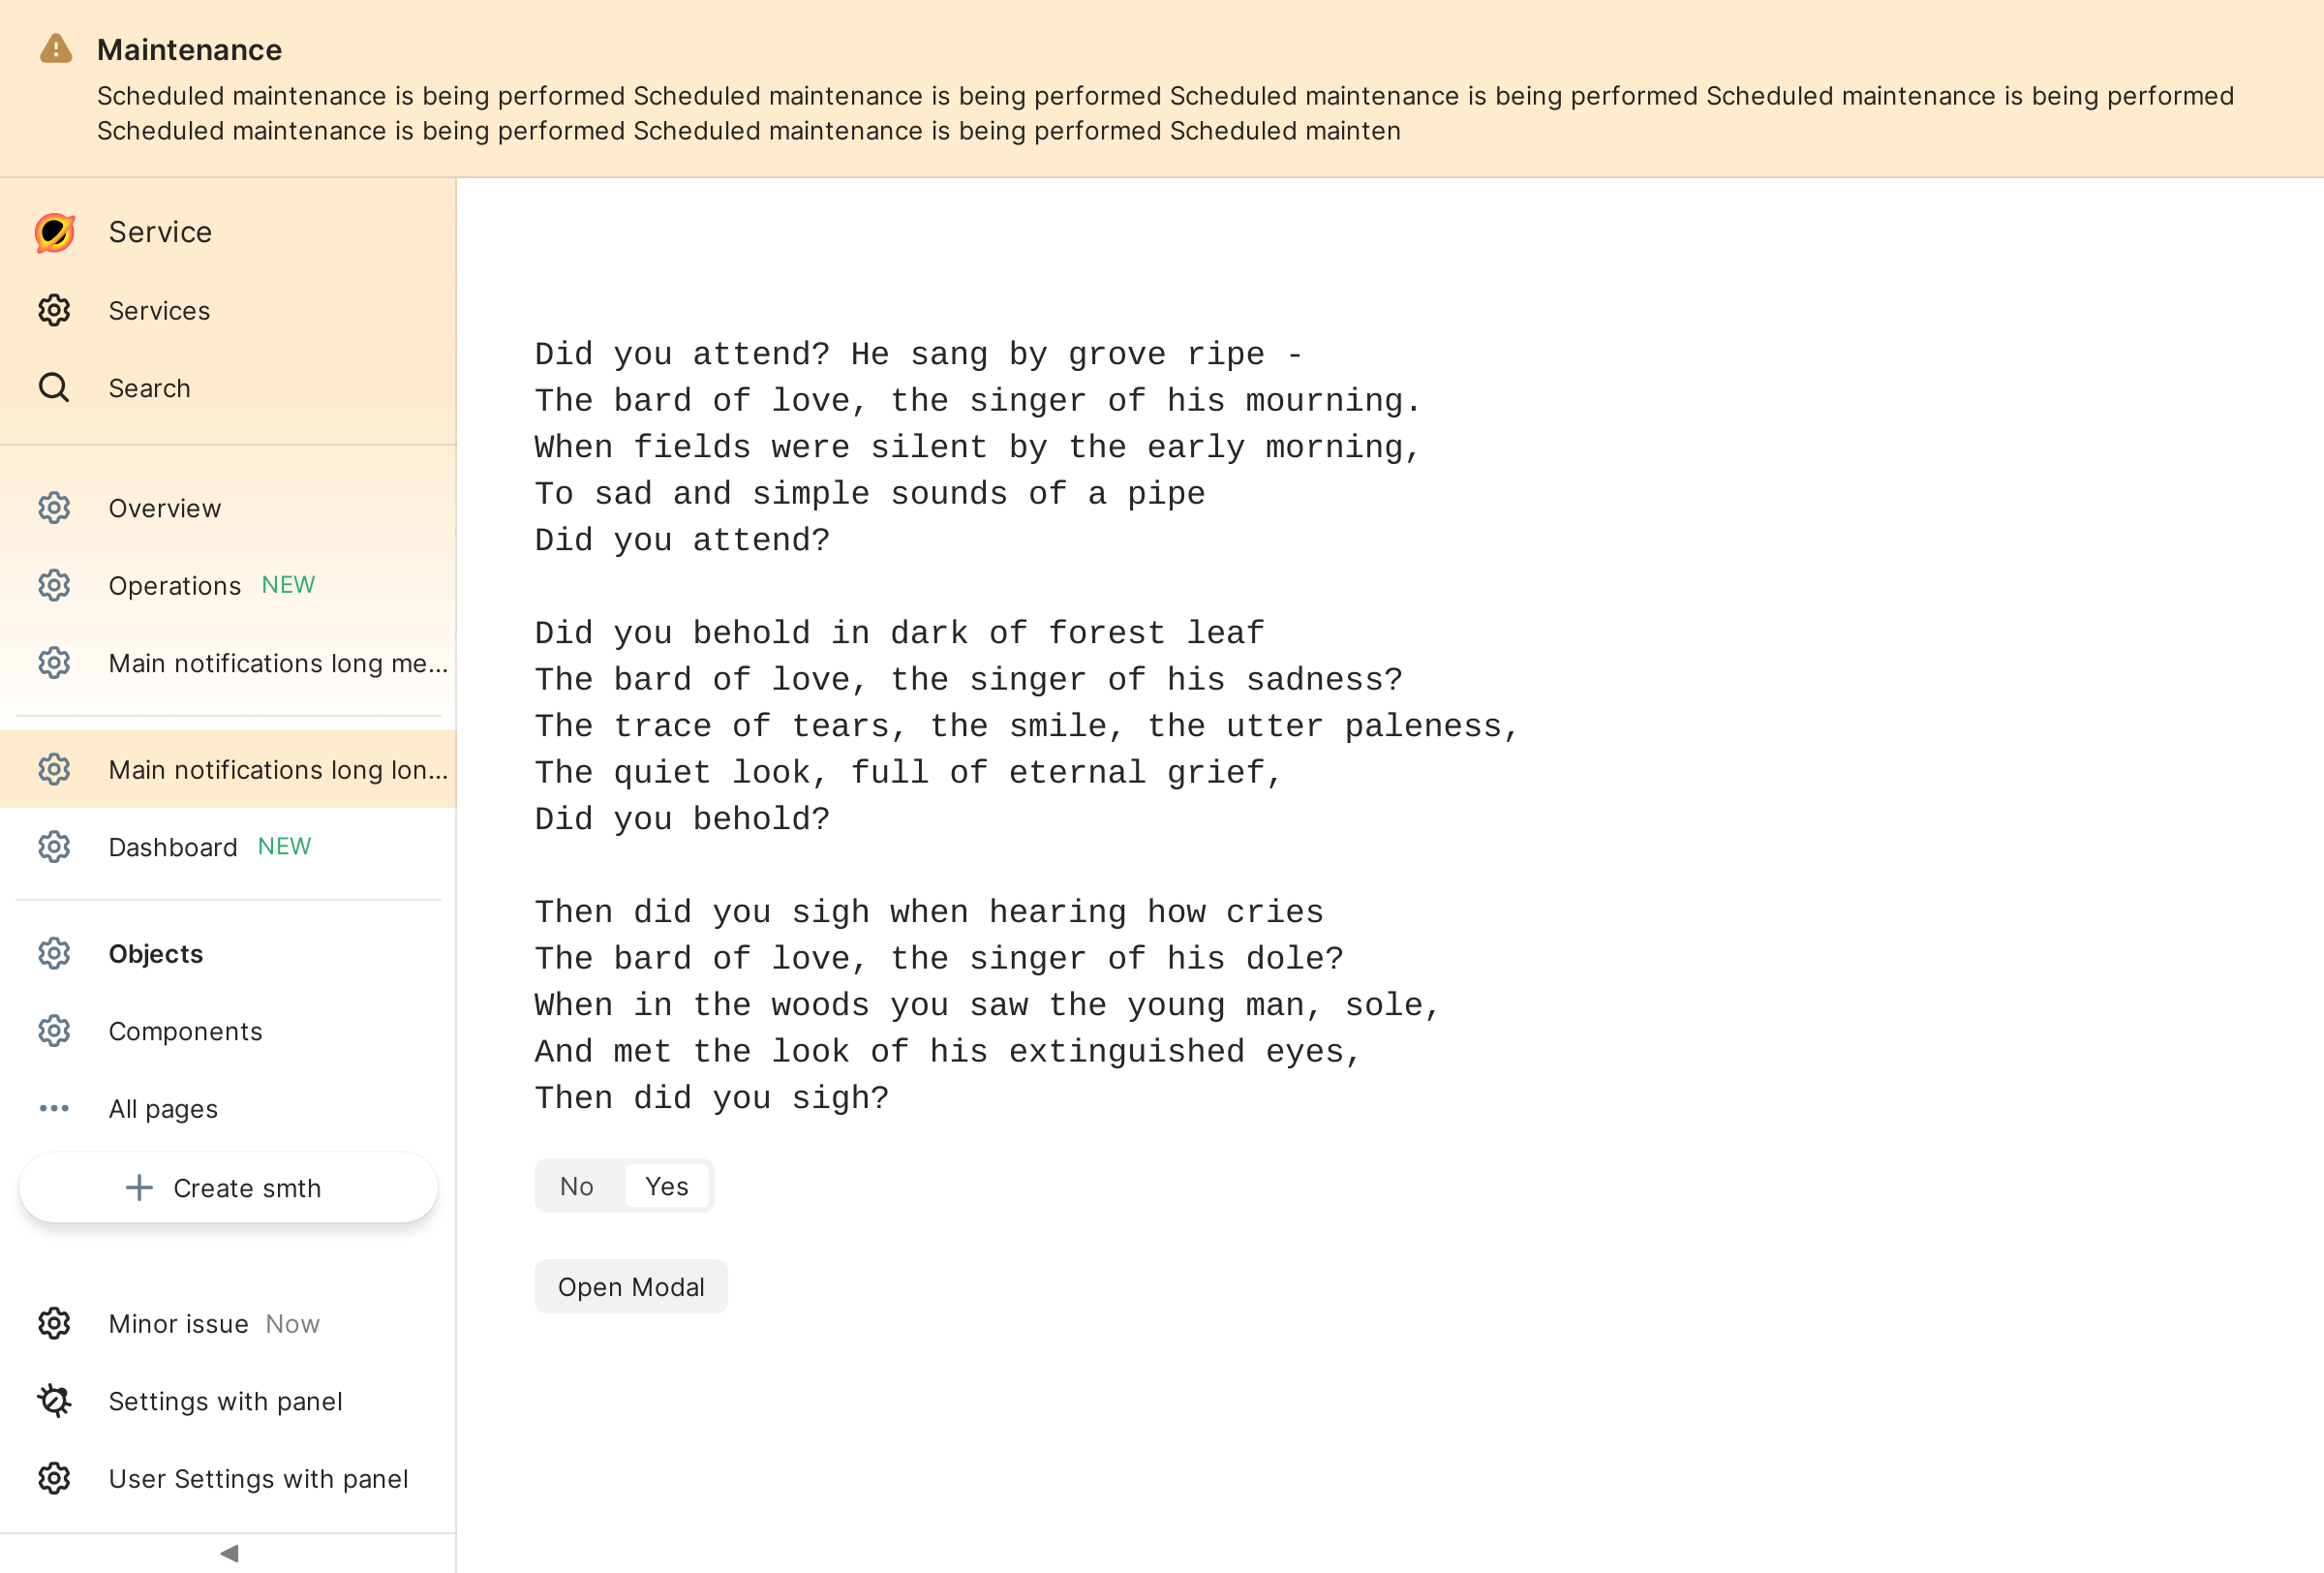 Maintenance
Scheduled maintenance is being performed Scheduled maintenance is being performed Scheduled maintenance is being performed Scheduled maintenance is being performed
Scheduled maintenance is being performed Scheduled maintenance is being performed Scheduled mainten
Service
Services
Search
Overview
Operations NEW
Main notifications long me...
Main notifications long lon...
Dashboard NEW
Objects
Components
All pages
Create smth
Minor issue Now
Settings with panel
User Settings with panel
Did you attend? He sang by grove ripe -
The bard of love, the singer of his mourning.
When fields were silent by the early morning,
To sad and simple sounds of a pipe
Did you attend?
Did you behold in dark of forest leaf
The bard of love, the singer of his sadness?
The trace of tears, the smile, the utter paleness,
The quiet look, full of eternal grief,
Did you behold?
Then did you sigh when hearing how cries
The bard of love, the singer of his dole?
When in the woods you saw the young man, sole,
And met the look of his extinguished eyes,
Then did you sigh?
No Yes
Open Modal